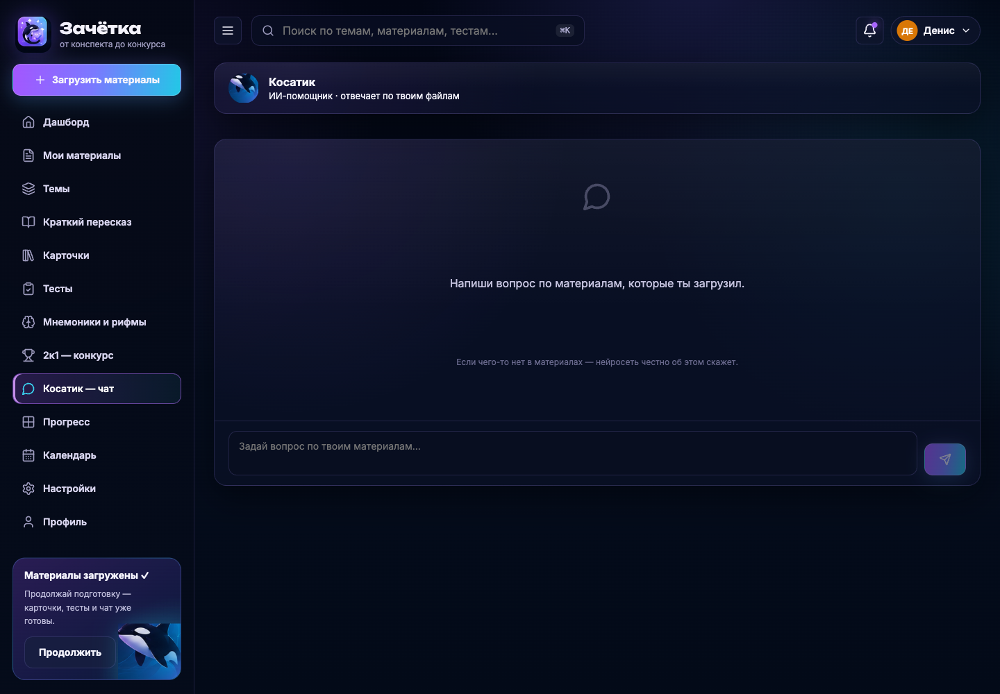 Зачётка
от конспекта до конкурса
Загрузить материалы
Дашборд
Мои материалы
Темы
Краткий пересказ
Карточки
Тесты
Мнемоники и рифмы
2к1 — конкурс
Косатик — чат
Прогресс
Календарь
Настройки
Профиль
Материалы загружены ✓
Продолжай подготовку —
карточки, тесты и чат уже
готовы.
Продолжить
Поиск по темам, материалам, тестам...
⌘K
ДЕ
Денис
Косатик
ИИ-помощник · отвечает по твоим файлам
Напиши вопрос по материалам, которые ты загрузил.
Если чего-то нет в материалах — нейросеть честно об этом скажет.
Задай вопрос по твоим материалам...